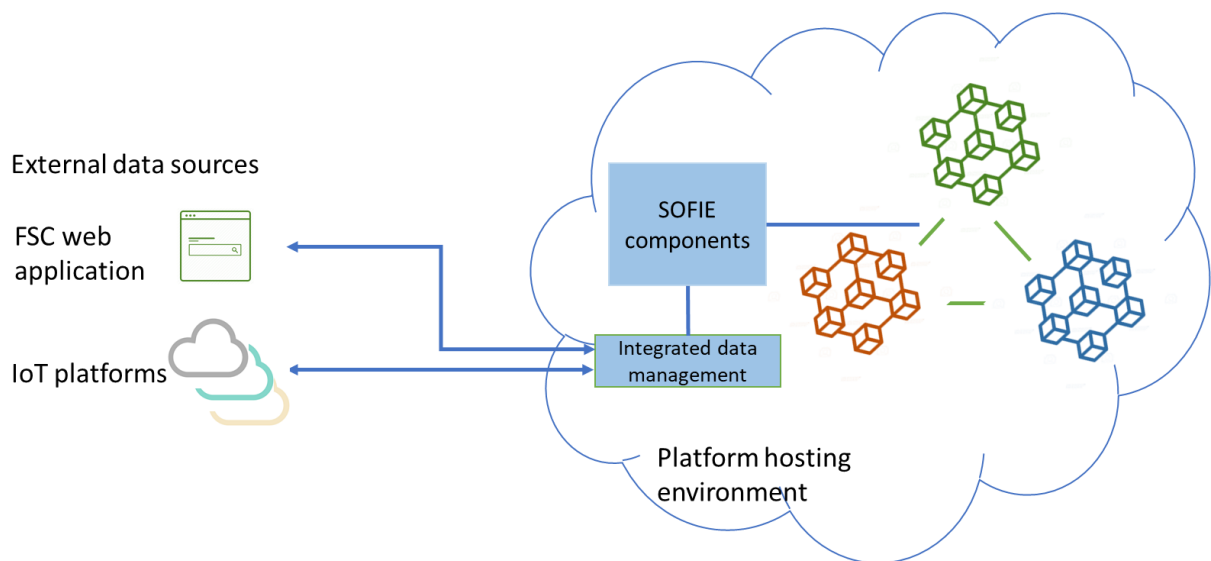 External data sources
FSC web
application
IoT platforms
SOFIE
components
Integrated data
management
Platform hosting
environment